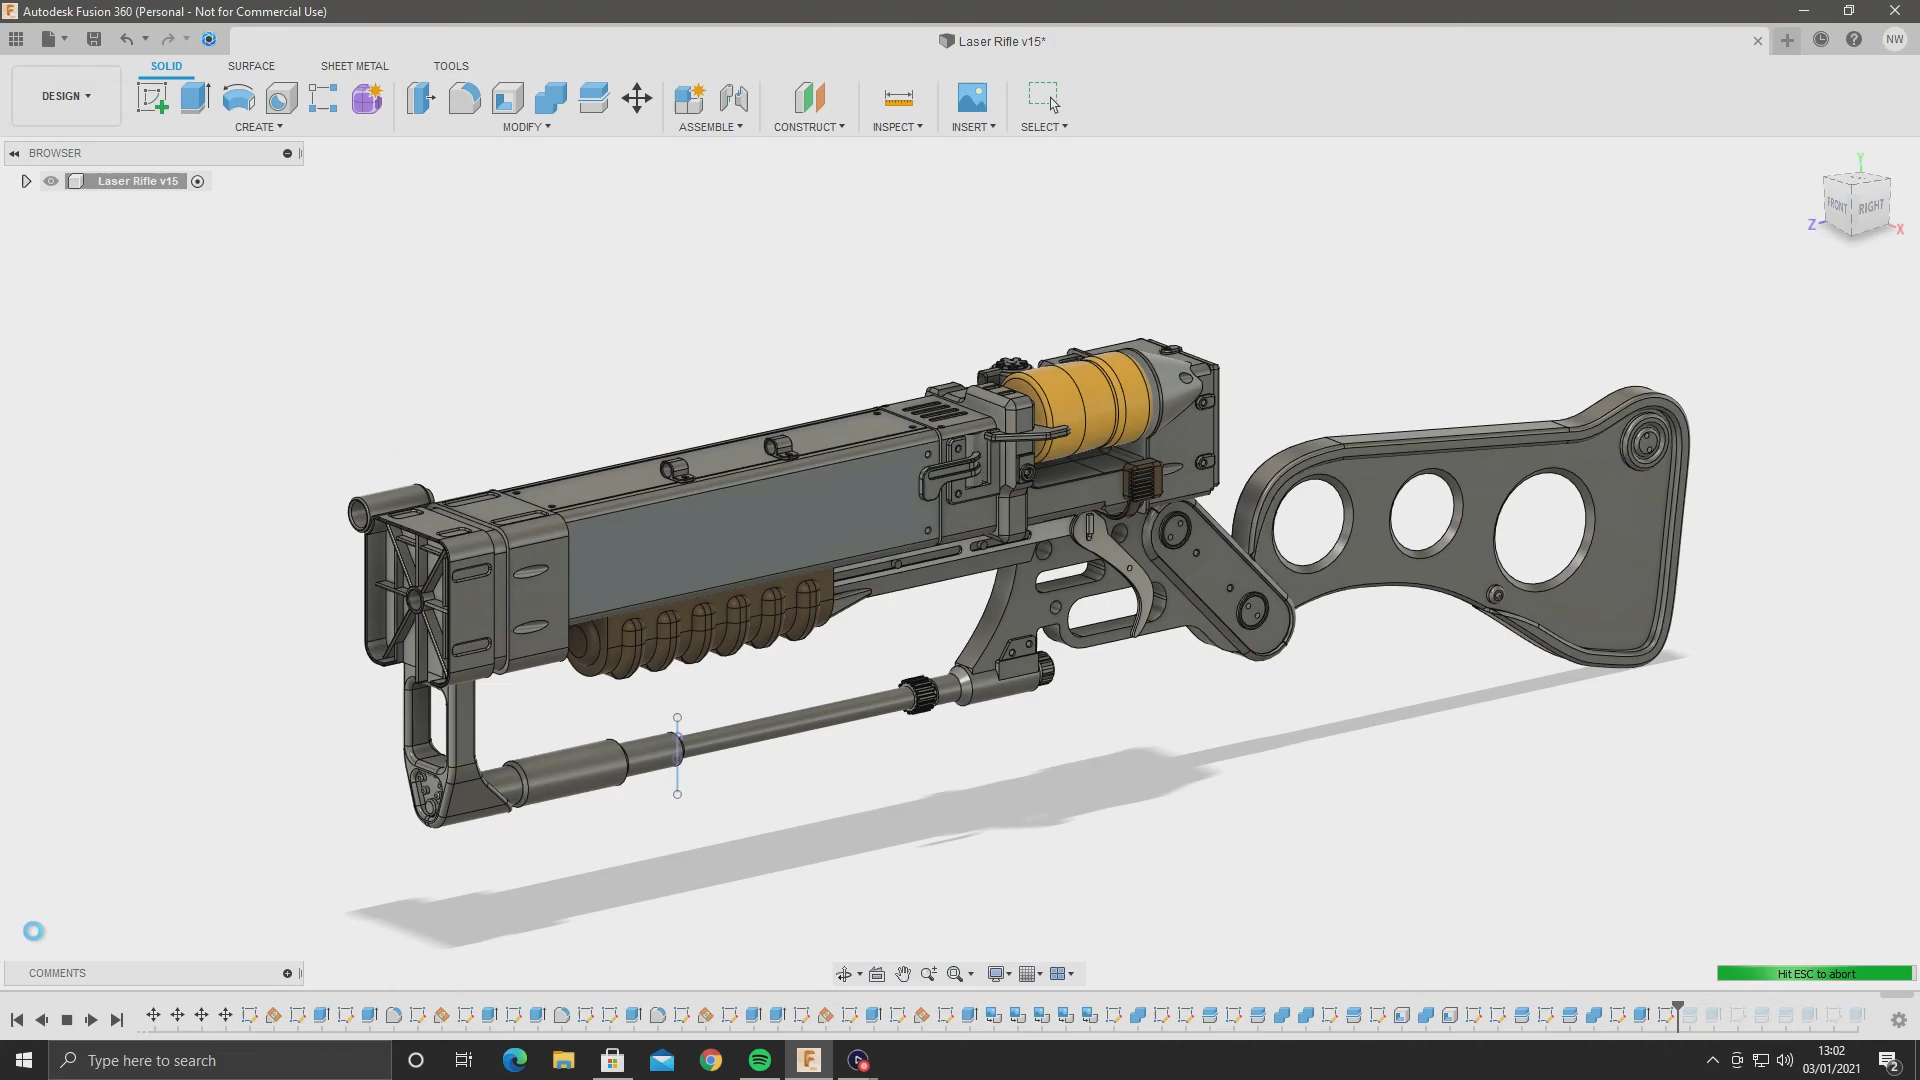 Autodesk Fusion 360 (Personal - Not for Commercial Use)
Laser Rifle v15*
NW
SOLID
SURFACE
SHEET METAL
TOOLS
DESIGN
CREATE
MODIFY
ASSEMBLE
CONSTRUCT
INSPECT
INSERT
SELECT
BROWSER
Laser Rifle v15
Y
FRONT
RIGHT
Z
X
COMMENTS
Hit ESC to abort
Type here to search
13:02
03/01/2021
2